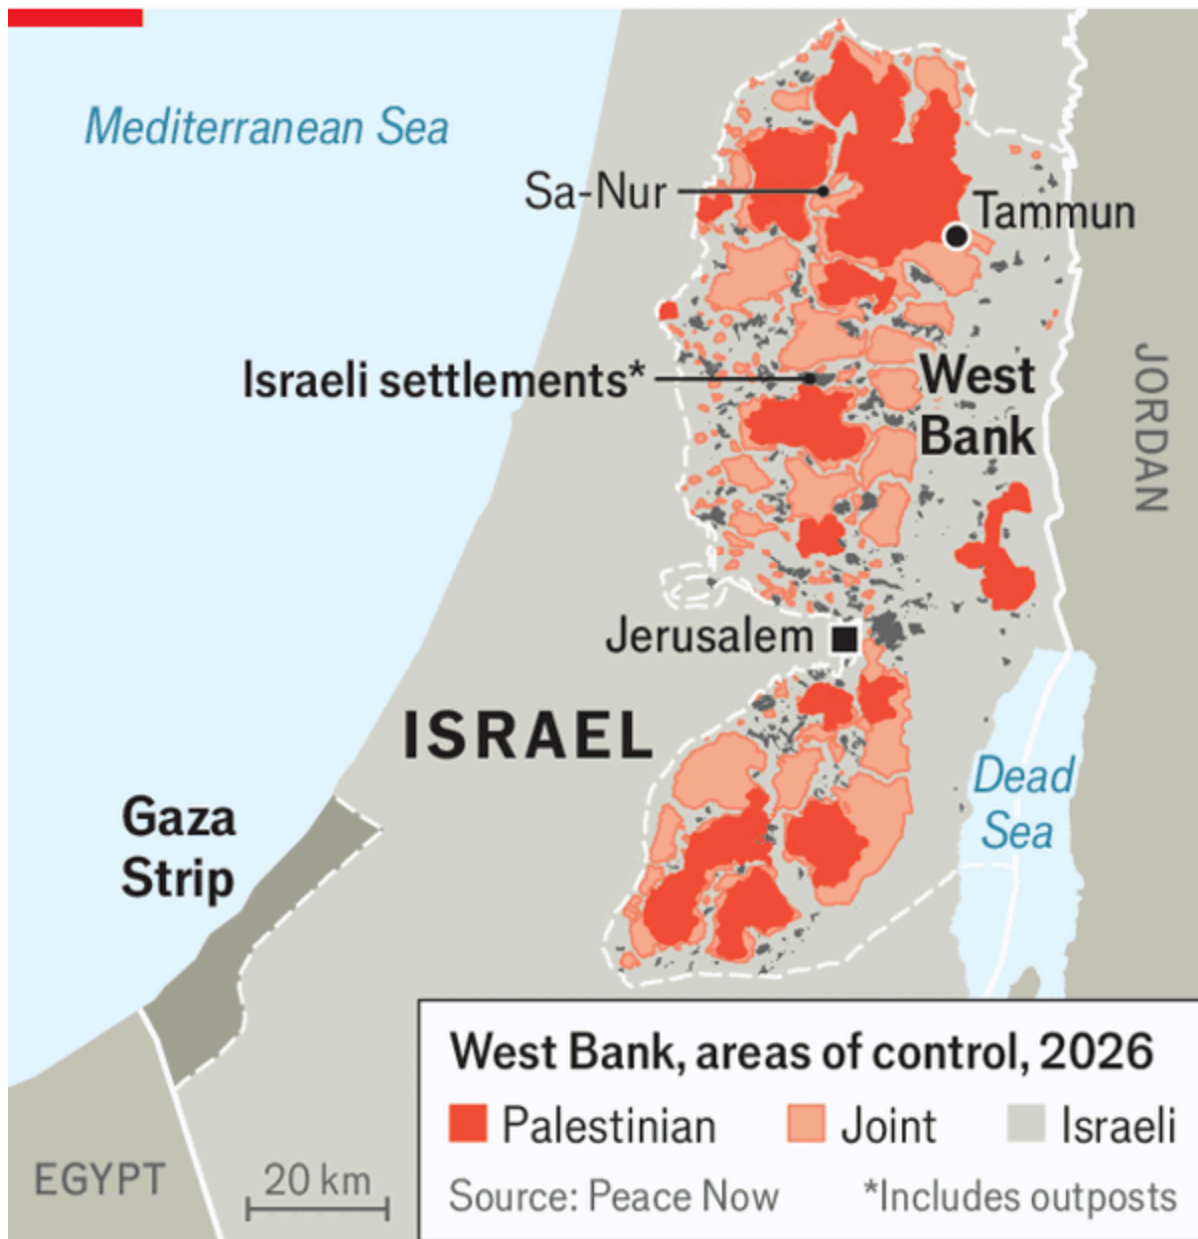 Mediterranean Sea
Sa-Nur
Tammun
Israeli settlements*
West
Bank
JORDAN
Jerusalem
ISRAEL
Dead
Sea
Gaza
Strip
EGYPT
20 km
West Bank, areas of control, 2026
Palestinian
Joint
Israeli
Source: Peace Now
*Includes outposts